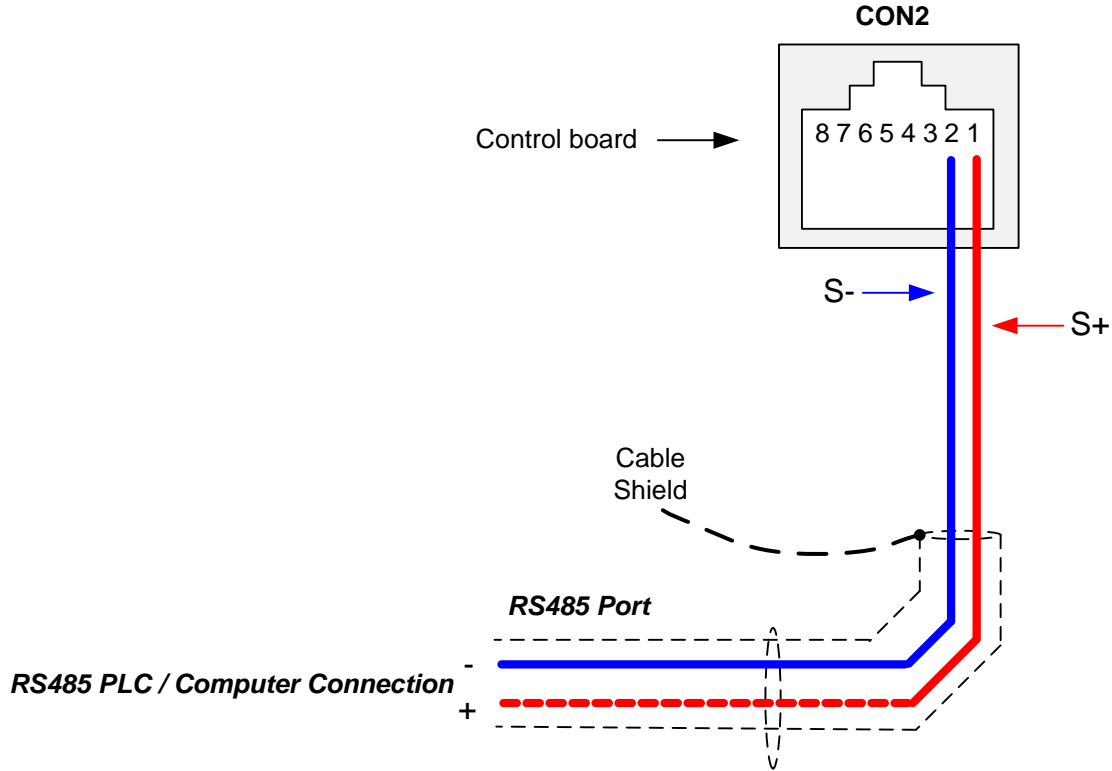 CON2
Control board
8 7 6 5 4 3 2 1
S-
S+
Cable
Shield
RS485 Port
-
RS485 PLC / Computer Connection
+